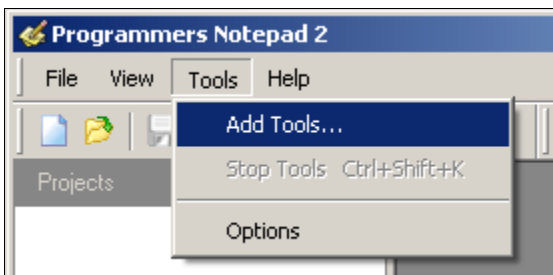 Programmers Notepad 2
File View Tools Help
Add Tools...
Stop Tools Ctrl+Shift+K
Projects
Options